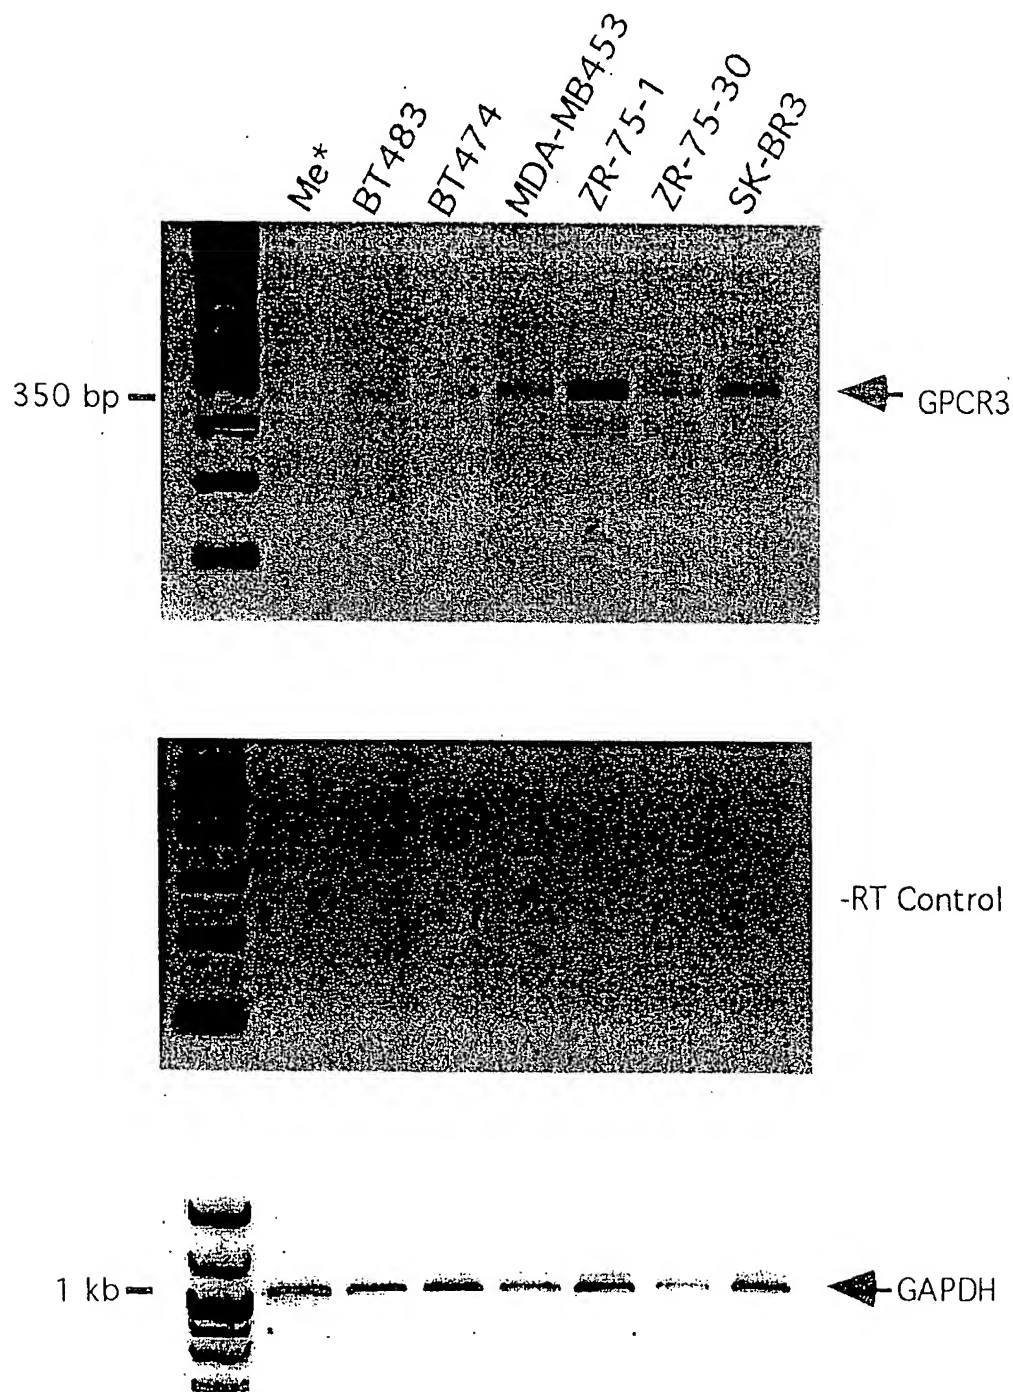 Me*
BT483
BT474
MDA-MB453
ZR-75-1
ZR-75-30
SK-BR3
350 bp
GPCR3
-RT Control
1 kb
GAPDH